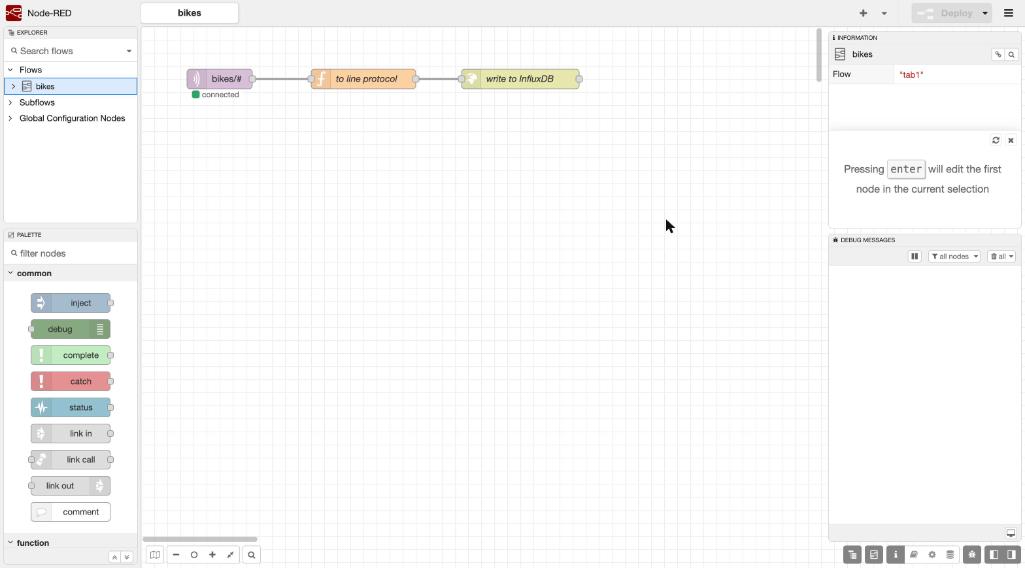 Node-RED
bikes
Deploy
EXPLORER
Search flows
Flows
bikes
Subflows
Global Configuration Nodes
PALETTE
filter nodes
common
inject
debug
complete
catch
status
link in
link call
link out
comment
function
bikes/#
connected
to line protocol
write to InfluxDB
i INFORMATION
bikes
Flow "tab1"
Pressing enter will edit the first
node in the current selection
DEBUG MESSAGES
all nodes
all